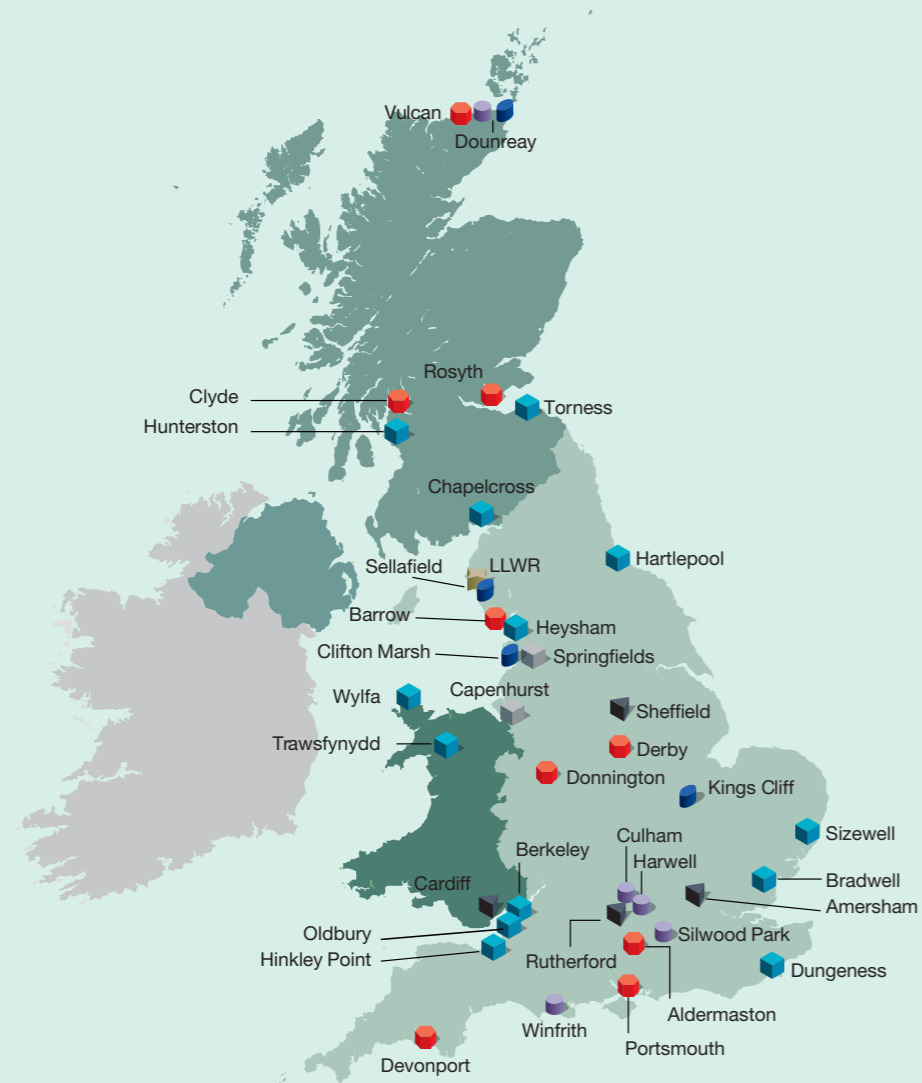 Vulcan
Dounreay
Rosyth
Clyde
Torness
Hunterston
Chapelcross
Hartlepool
Sellafield
LLWR
Barrow
Heysham
Clifton Marsh
Springfields
Wylfa
Capenhurst
Sheffield
Trawsfynydd
Derby
Donnington
Kings Cliff
Sizewell
Culham
Berkeley
Harwell
Cardiff
Bradwell
Amersham
Oldbury
Silwood Park
Hinkley Point
Rutherford
Dungeness
Aldermaston
Winfrith
Portsmouth
Devonport